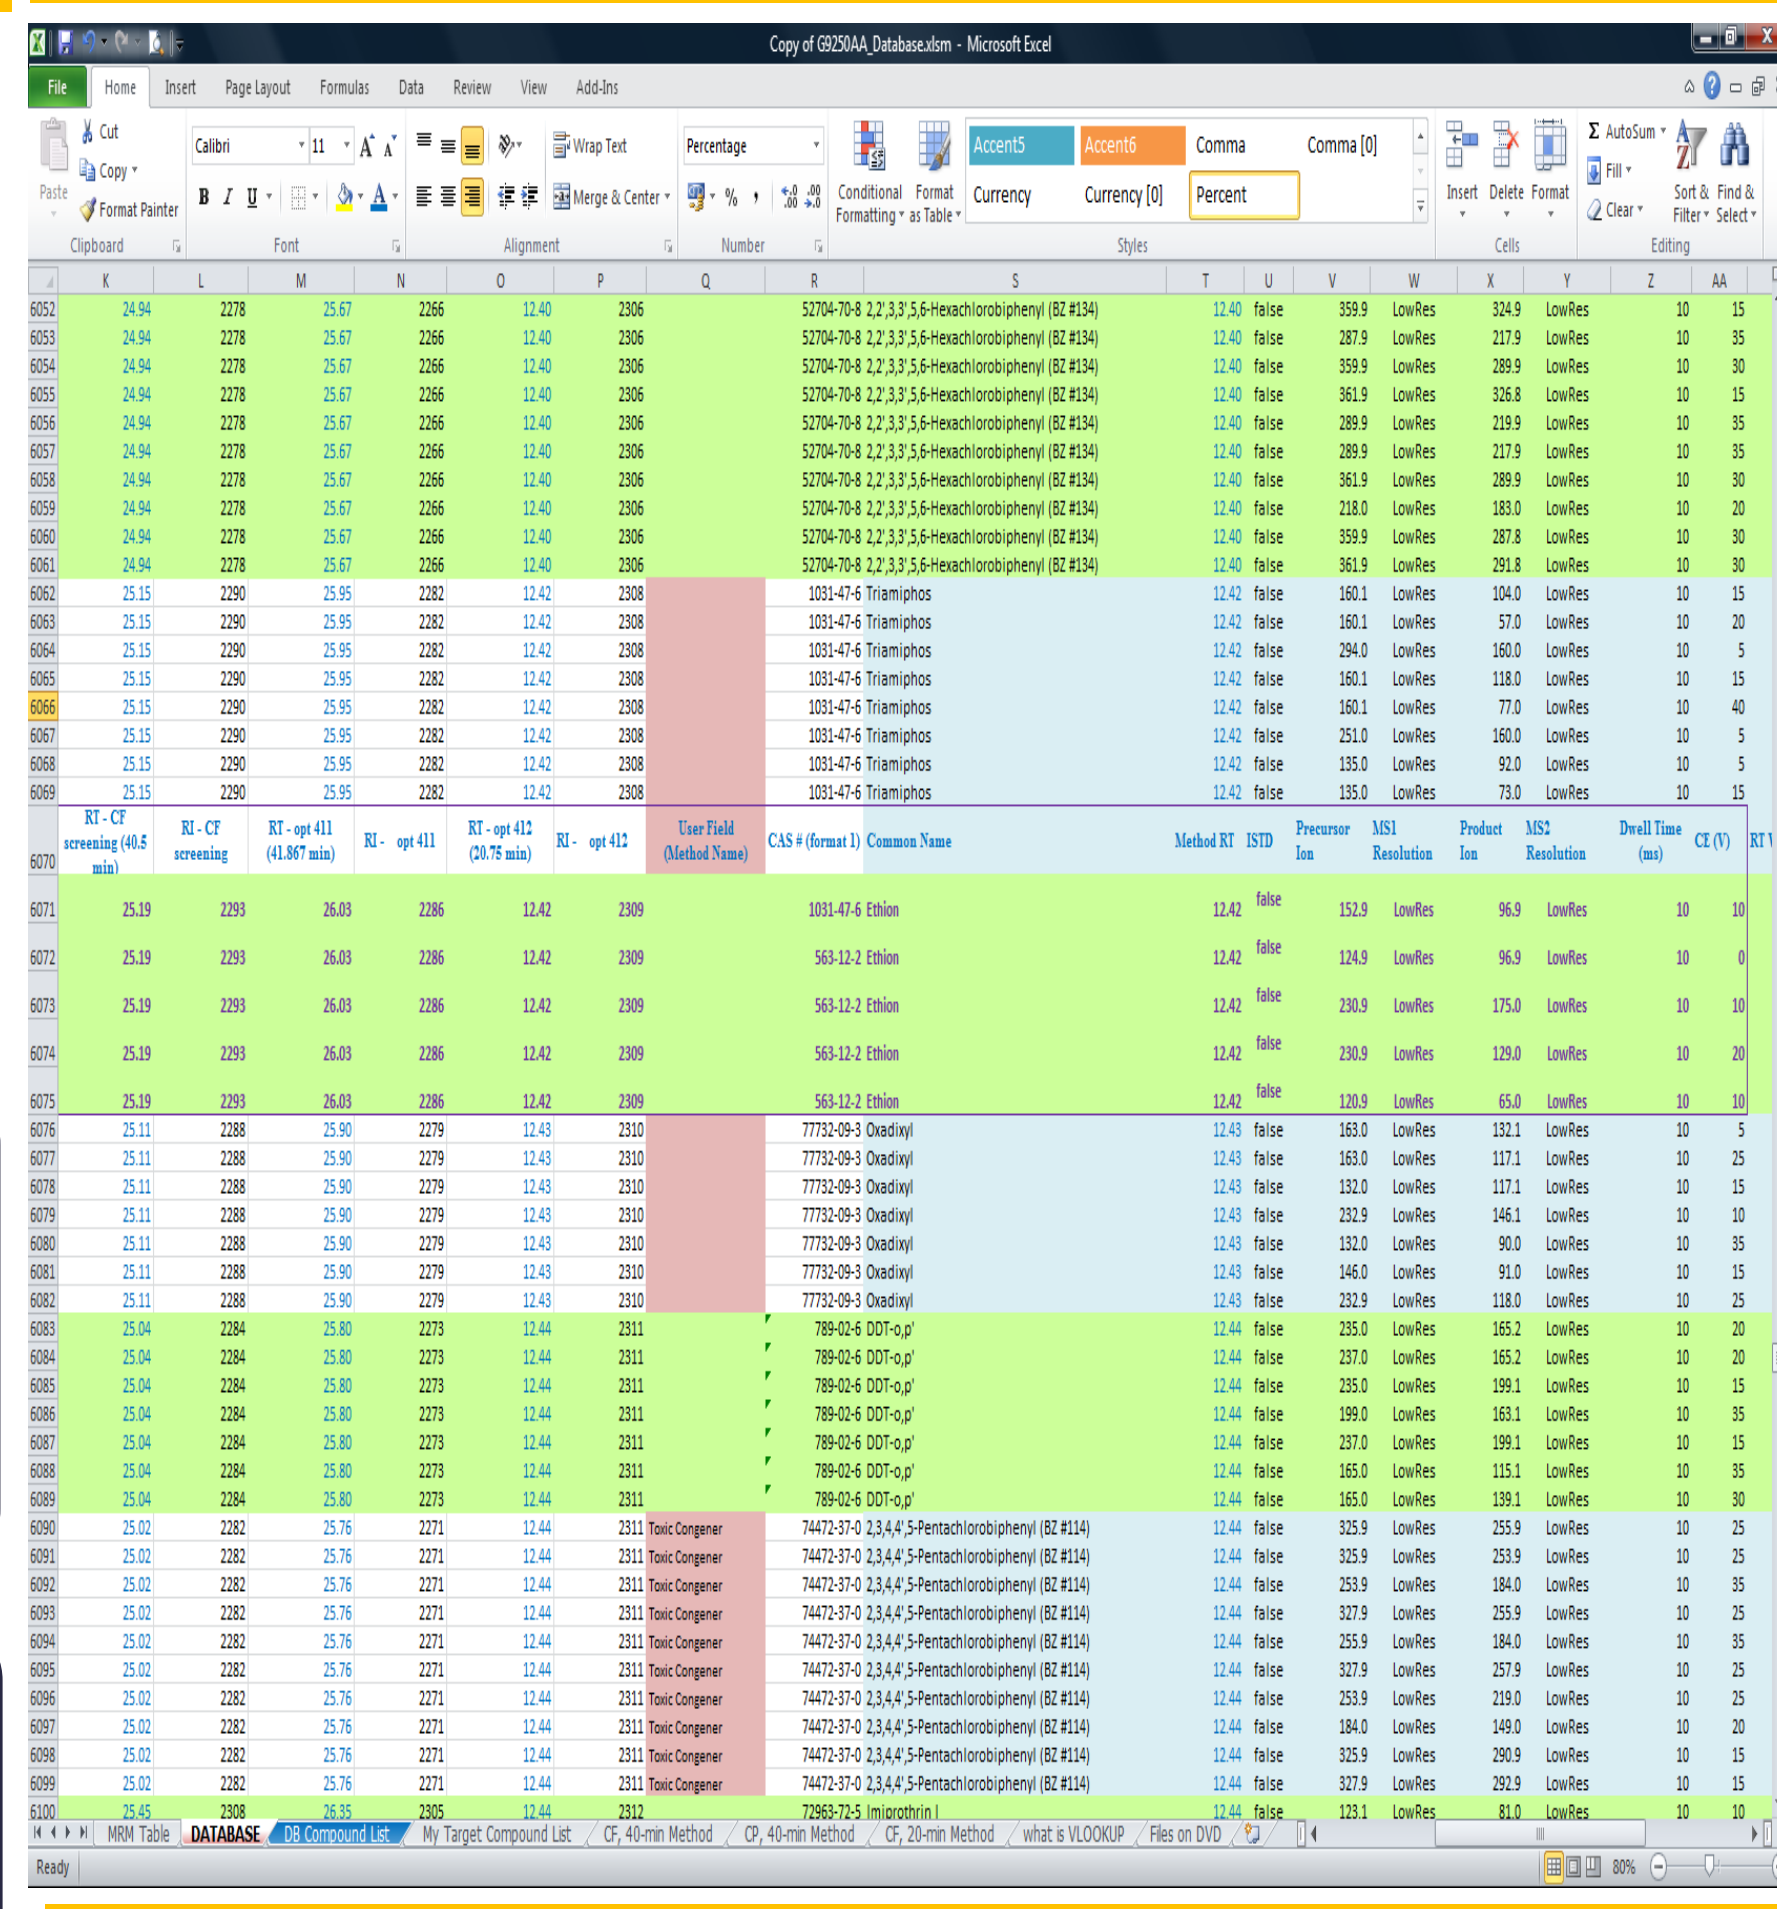 Copy of G9250AA_Database.xlsm - Microsoft Excel
File Home Insert Page Layout Formulas Data Review View Add-Ins
Cut
Copy
Format Painter
Paste
Clipboard
Calibri 11
B I U
Font
Wrap Text
Merge & Center
Alignment
Percentage
Number
Conditional Formatting
Format as Table
Accent5 Accent6 Comma Comma [0]
Currency Currency [0] Percent
Styles
Insert Delete Format
Cells
Σ AutoSum
Fill
Clear
Sort & Filter
Find & Select
Editing
K L M N O P Q R S T U V W X Y Z AA
6052 24.94 2278 25.67 2266 12.40 2306 52704-70-8 2,2',3,3',5,6-Hexachlorobiphenyl (BZ #134) 12.40 false 359.9 LowRes 324.9 LowRes 10 15
6053 24.94 2278 25.67 2266 12.40 2306 52704-70-8 2,2',3,3',5,6-Hexachlorobiphenyl (BZ #134) 12.40 false 287.9 LowRes 217.9 LowRes 10 35
6054 24.94 2278 25.67 2266 12.40 2306 52704-70-8 2,2',3,3',5,6-Hexachlorobiphenyl (BZ #134) 12.40 false 359.9 LowRes 289.9 LowRes 10 30
6055 24.94 2278 25.67 2266 12.40 2306 52704-70-8 2,2',3,3',5,6-Hexachlorobiphenyl (BZ #134) 12.40 false 361.9 LowRes 326.8 LowRes 10 15
6056 24.94 2278 25.67 2266 12.40 2306 52704-70-8 2,2',3,3',5,6-Hexachlorobiphenyl (BZ #134) 12.40 false 289.9 LowRes 219.9 LowRes 10 35
6057 24.94 2278 25.67 2266 12.40 2306 52704-70-8 2,2',3,3',5,6-Hexachlorobiphenyl (BZ #134) 12.40 false 289.9 LowRes 217.9 LowRes 10 35
6058 24.94 2278 25.67 2266 12.40 2306 52704-70-8 2,2',3,3',5,6-Hexachlorobiphenyl (BZ #134) 12.40 false 361.9 LowRes 289.9 LowRes 10 30
6059 24.94 2278 25.67 2266 12.40 2306 52704-70-8 2,2',3,3',5,6-Hexachlorobiphenyl (BZ #134) 12.40 false 218.0 LowRes 183.0 LowRes 10 20
6060 24.94 2278 25.67 2266 12.40 2306 52704-70-8 2,2',3,3',5,6-Hexachlorobiphenyl (BZ #134) 12.40 false 359.9 LowRes 287.8 LowRes 10 30
6061 24.94 2278 25.67 2266 12.40 2306 52704-70-8 2,2',3,3',5,6-Hexachlorobiphenyl (BZ #134) 12.40 false 361.9 LowRes 291.8 LowRes 10 30
6062 25.15 2290 25.95 2282 12.42 2308 1031-47-6 Triamiphos 12.42 false 160.1 LowRes 104.0 LowRes 10 15
6063 25.15 2290 25.95 2282 12.42 2308 1031-47-6 Triamiphos 12.42 false 160.1 LowRes 57.0 LowRes 10 20
6064 25.15 2290 25.95 2282 12.42 2308 1031-47-6 Triamiphos 12.42 false 294.0 LowRes 160.0 LowRes 10 5
6065 25.15 2290 25.95 2282 12.42 2308 1031-47-6 Triamiphos 12.42 false 160.1 LowRes 118.0 LowRes 10 15
6066 25.15 2290 25.95 2282 12.42 2308 1031-47-6 Triamiphos 12.42 false 160.1 LowRes 77.0 LowRes 10 40
6067 25.15 2290 25.95 2282 12.42 2308 1031-47-6 Triamiphos 12.42 false 251.0 LowRes 160.0 LowRes 10 5
6068 25.15 2290 25.95 2282 12.42 2308 1031-47-6 Triamiphos 12.42 false 135.0 LowRes 92.0 LowRes 10 5
6069 25.15 2290 25.95 2282 12.42 2308 1031-47-6 Triamiphos 12.42 false 135.0 LowRes 73.0 LowRes 10 15
6070 RT - CF screening (40.5 min) RI - CF screening RT - opt 411 (41.867 min) RI - opt 411 RT - opt 412 (20.75 min) RI - opt 412 User Field (Method Name) CAS # (format 1) Common Name Method RT ISTD Precursor Ion MS1 Resolution Product Ion MS2 Resolution Dwell Time (ms) CE (V) RT
6071 25.19 2293 26.03 2286 12.42 2309 1031-47-6 Ethion 12.42 false 152.9 LowRes 96.9 LowRes 10 10
6072 25.19 2293 26.03 2286 12.42 2309 563-12-2 Ethion 12.42 false 124.9 LowRes 96.9 LowRes 10 0
6073 25.19 2293 26.03 2286 12.42 2309 563-12-2 Ethion 12.42 false 230.9 LowRes 175.0 LowRes 10 10
6074 25.19 2293 26.03 2286 12.42 2309 563-12-2 Ethion 12.42 false 230.9 LowRes 129.0 LowRes 10 20
6075 25.19 2293 26.03 2286 12.42 2309 563-12-2 Ethion 12.42 false 120.9 LowRes 65.0 LowRes 10 10
6076 25.11 2288 25.90 2279 12.43 2310 77732-09-3 Oxadixyl 12.43 false 163.0 LowRes 132.1 LowRes 10 5
6077 25.11 2288 25.90 2279 12.43 2310 77732-09-3 Oxadixyl 12.43 false 163.0 LowRes 117.1 LowRes 10 25
6078 25.11 2288 25.90 2279 12.43 2310 77732-09-3 Oxadixyl 12.43 false 132.0 LowRes 117.1 LowRes 10 15
6079 25.11 2288 25.90 2279 12.43 2310 77732-09-3 Oxadixyl 12.43 false 232.9 LowRes 146.1 LowRes 10 10
6080 25.11 2288 25.90 2279 12.43 2310 77732-09-3 Oxadixyl 12.43 false 132.0 LowRes 90.0 LowRes 10 35
6081 25.11 2288 25.90 2279 12.43 2310 77732-09-3 Oxadixyl 12.43 false 146.0 LowRes 91.0 LowRes 10 15
6082 25.11 2288 25.90 2279 12.43 2310 77732-09-3 Oxadixyl 12.43 false 232.9 LowRes 118.0 LowRes 10 25
6083 25.04 2284 25.80 2273 12.44 2311 789-02-6 DDT-o,p' 12.44 false 235.0 LowRes 165.2 LowRes 10 20
6084 25.04 2284 25.80 2273 12.44 2311 789-02-6 DDT-o,p' 12.44 false 237.0 LowRes 165.2 LowRes 10 20
6085 25.04 2284 25.80 2273 12.44 2311 789-02-6 DDT-o,p' 12.44 false 235.0 LowRes 199.1 LowRes 10 15
6086 25.04 2284 25.80 2273 12.44 2311 789-02-6 DDT-o,p' 12.44 false 199.0 LowRes 163.1 LowRes 10 35
6087 25.04 2284 25.80 2273 12.44 2311 789-02-6 DDT-o,p' 12.44 false 237.0 LowRes 199.1 LowRes 10 15
6088 25.04 2284 25.80 2273 12.44 2311 789-02-6 DDT-o,p' 12.44 false 165.0 LowRes 115.1 LowRes 10 35
6089 25.04 2284 25.80 2273 12.44 2311 789-02-6 DDT-o,p' 12.44 false 165.0 LowRes 139.1 LowRes 10 30
6090 25.02 2282 25.76 2271 12.44 2311 Toxic Congener 74472-37-0 2,3,4,4',5-Pentachlorobiphenyl (BZ #114) 12.44 false 325.9 LowRes 255.9 LowRes 10 25
6091 25.02 2282 25.76 2271 12.44 2311 Toxic Congener 74472-37-0 2,3,4,4',5-Pentachlorobiphenyl (BZ #114) 12.44 false 325.9 LowRes 253.9 LowRes 10 25
6092 25.02 2282 25.76 2271 12.44 2311 Toxic Congener 74472-37-0 2,3,4,4',5-Pentachlorobiphenyl (BZ #114) 12.44 false 253.9 LowRes 184.0 LowRes 10 35
6093 25.02 2282 25.76 2271 12.44 2311 Toxic Congener 74472-37-0 2,3,4,4',5-Pentachlorobiphenyl (BZ #114) 12.44 false 327.9 LowRes 255.9 LowRes 10 25
6094 25.02 2282 25.76 2271 12.44 2311 Toxic Congener 74472-37-0 2,3,4,4',5-Pentachlorobiphenyl (BZ #114) 12.44 false 255.9 LowRes 184.0 LowRes 10 35
6095 25.02 2282 25.76 2271 12.44 2311 Toxic Congener 74472-37-0 2,3,4,4',5-Pentachlorobiphenyl (BZ #114) 12.44 false 327.9 LowRes 257.9 LowRes 10 25
6096 25.02 2282 25.76 2271 12.44 2311 Toxic Congener 74472-37-0 2,3,4,4',5-Pentachlorobiphenyl (BZ #114) 12.44 false 253.9 LowRes 219.0 LowRes 10 25
6097 25.02 2282 25.76 2271 12.44 2311 Toxic Congener 74472-37-0 2,3,4,4',5-Pentachlorobiphenyl (BZ #114) 12.44 false 184.0 LowRes 149.0 LowRes 10 20
6098 25.02 2282 25.76 2271 12.44 2311 Toxic Congener 74472-37-0 2,3,4,4',5-Pentachlorobiphenyl (BZ #114) 12.44 false 325.9 LowRes 290.9 LowRes 10 15
6099 25.02 2282 25.76 2271 12.44 2311 Toxic Congener 74472-37-0 2,3,4,4',5-Pentachlorobiphenyl (BZ #114) 12.44 false 327.9 LowRes 292.9 LowRes 10 15
6100 25.45 2308 26.35 2305 12.44 2312 72963-72-5 Imiprothrin I 12.44 false 123.1 LowRes 81.0 LowRes 10 10
MRM Table DATABASE DB Compound List My Target Compound List CF, 40-min Method CP, 40-min Method CF, 20-min Method what is VLOOKUP Files on DVD
Ready 80%